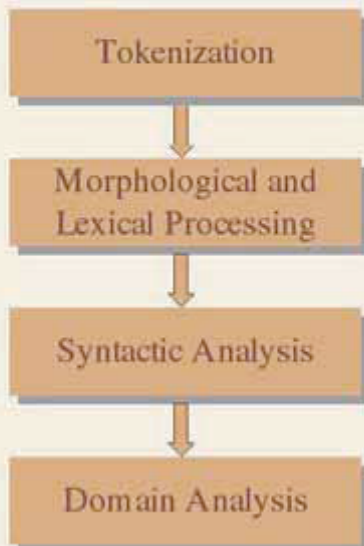 Tokenization
Morphological and
Lexical Processing
Syntactic Analysis
Domain Analysis